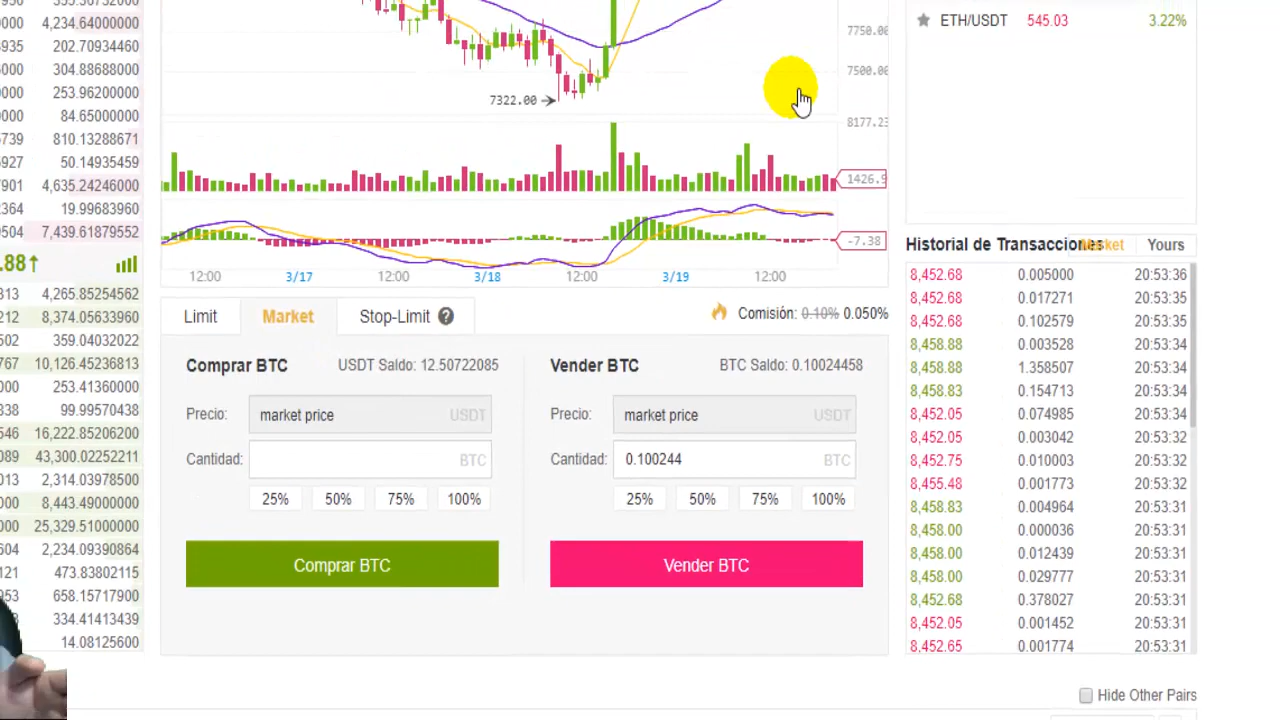 4,234.64000000
202.70934460
304.88688000
253.96200000
84.65000000
810.13288671
50.14935459
4,635.24246000
19.99683960
7,439.61879552
.88↑
4,265.85254562
8,374.06533960
359.04032022
10,126.45236813
253.41360000
99.99570438
16,222.85206200
43,300.02252211
2,314.03978500
8,443.49000000
25,329.51000000
2,234.09390864
473.83802115
658.15717900
334.41413439
14.08125600
7750.00
7500.00
7322.00
8177.23
1426.9
-7.38
12:00 3/17 12:00 3/18 12:00 3/19 12:00
Limit Market Stop-Limit ?
Comisión: 0.10% 0.050%
Comprar BTC USDT Saldo: 12.50722085
Precio: market price USDT
Cantidad: BTC
25% 50% 75% 100%
Comprar BTC
Vender BTC BTC Saldo: 0.10024458
Precio: market price USDT
Cantidad: 0.100244 BTC
25% 50% 75% 100%
Vender BTC
ETH/USDT 545.03 3.22%
Historial de Transacciones Market Yours
8,452.68 0.005000 20:53:36
8,452.68 0.017271 20:53:35
8,452.68 0.102579 20:53:35
8,458.88 0.003528 20:53:34
8,458.88 1.358507 20:53:34
8,458.83 0.154713 20:53:34
8,452.05 0.074985 20:53:34
8,452.05 0.003042 20:53:32
8,452.75 0.010003 20:53:32
8,455.48 0.001773 20:53:32
8,458.83 0.004964 20:53:31
8,458.00 0.000036 20:53:31
8,458.00 0.012439 20:53:31
8,458.00 0.029777 20:53:31
8,452.68 0.378027 20:53:31
8,452.05 0.001452 20:53:31
8,452.65 0.001774 20:53:31
Hide Other Pairs